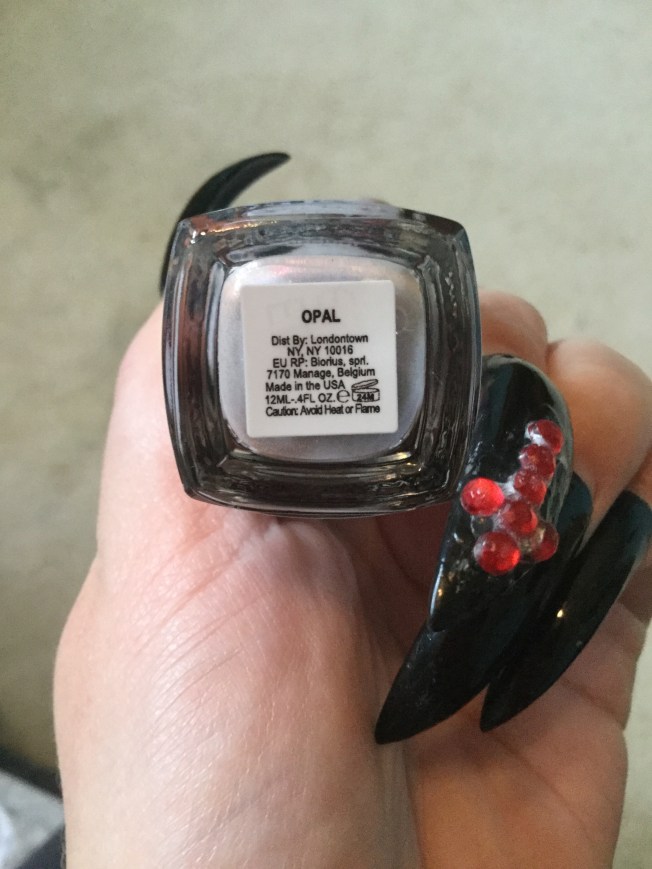 OPAL
Dist By: Londontown
NY, NY 10016
EU RP: Biorius, sprl.
7170 Manage, Belgium
Made in the USA
12ML-.4FL OZ. ℮ 24M
Caution: Avoid Heat or Flame